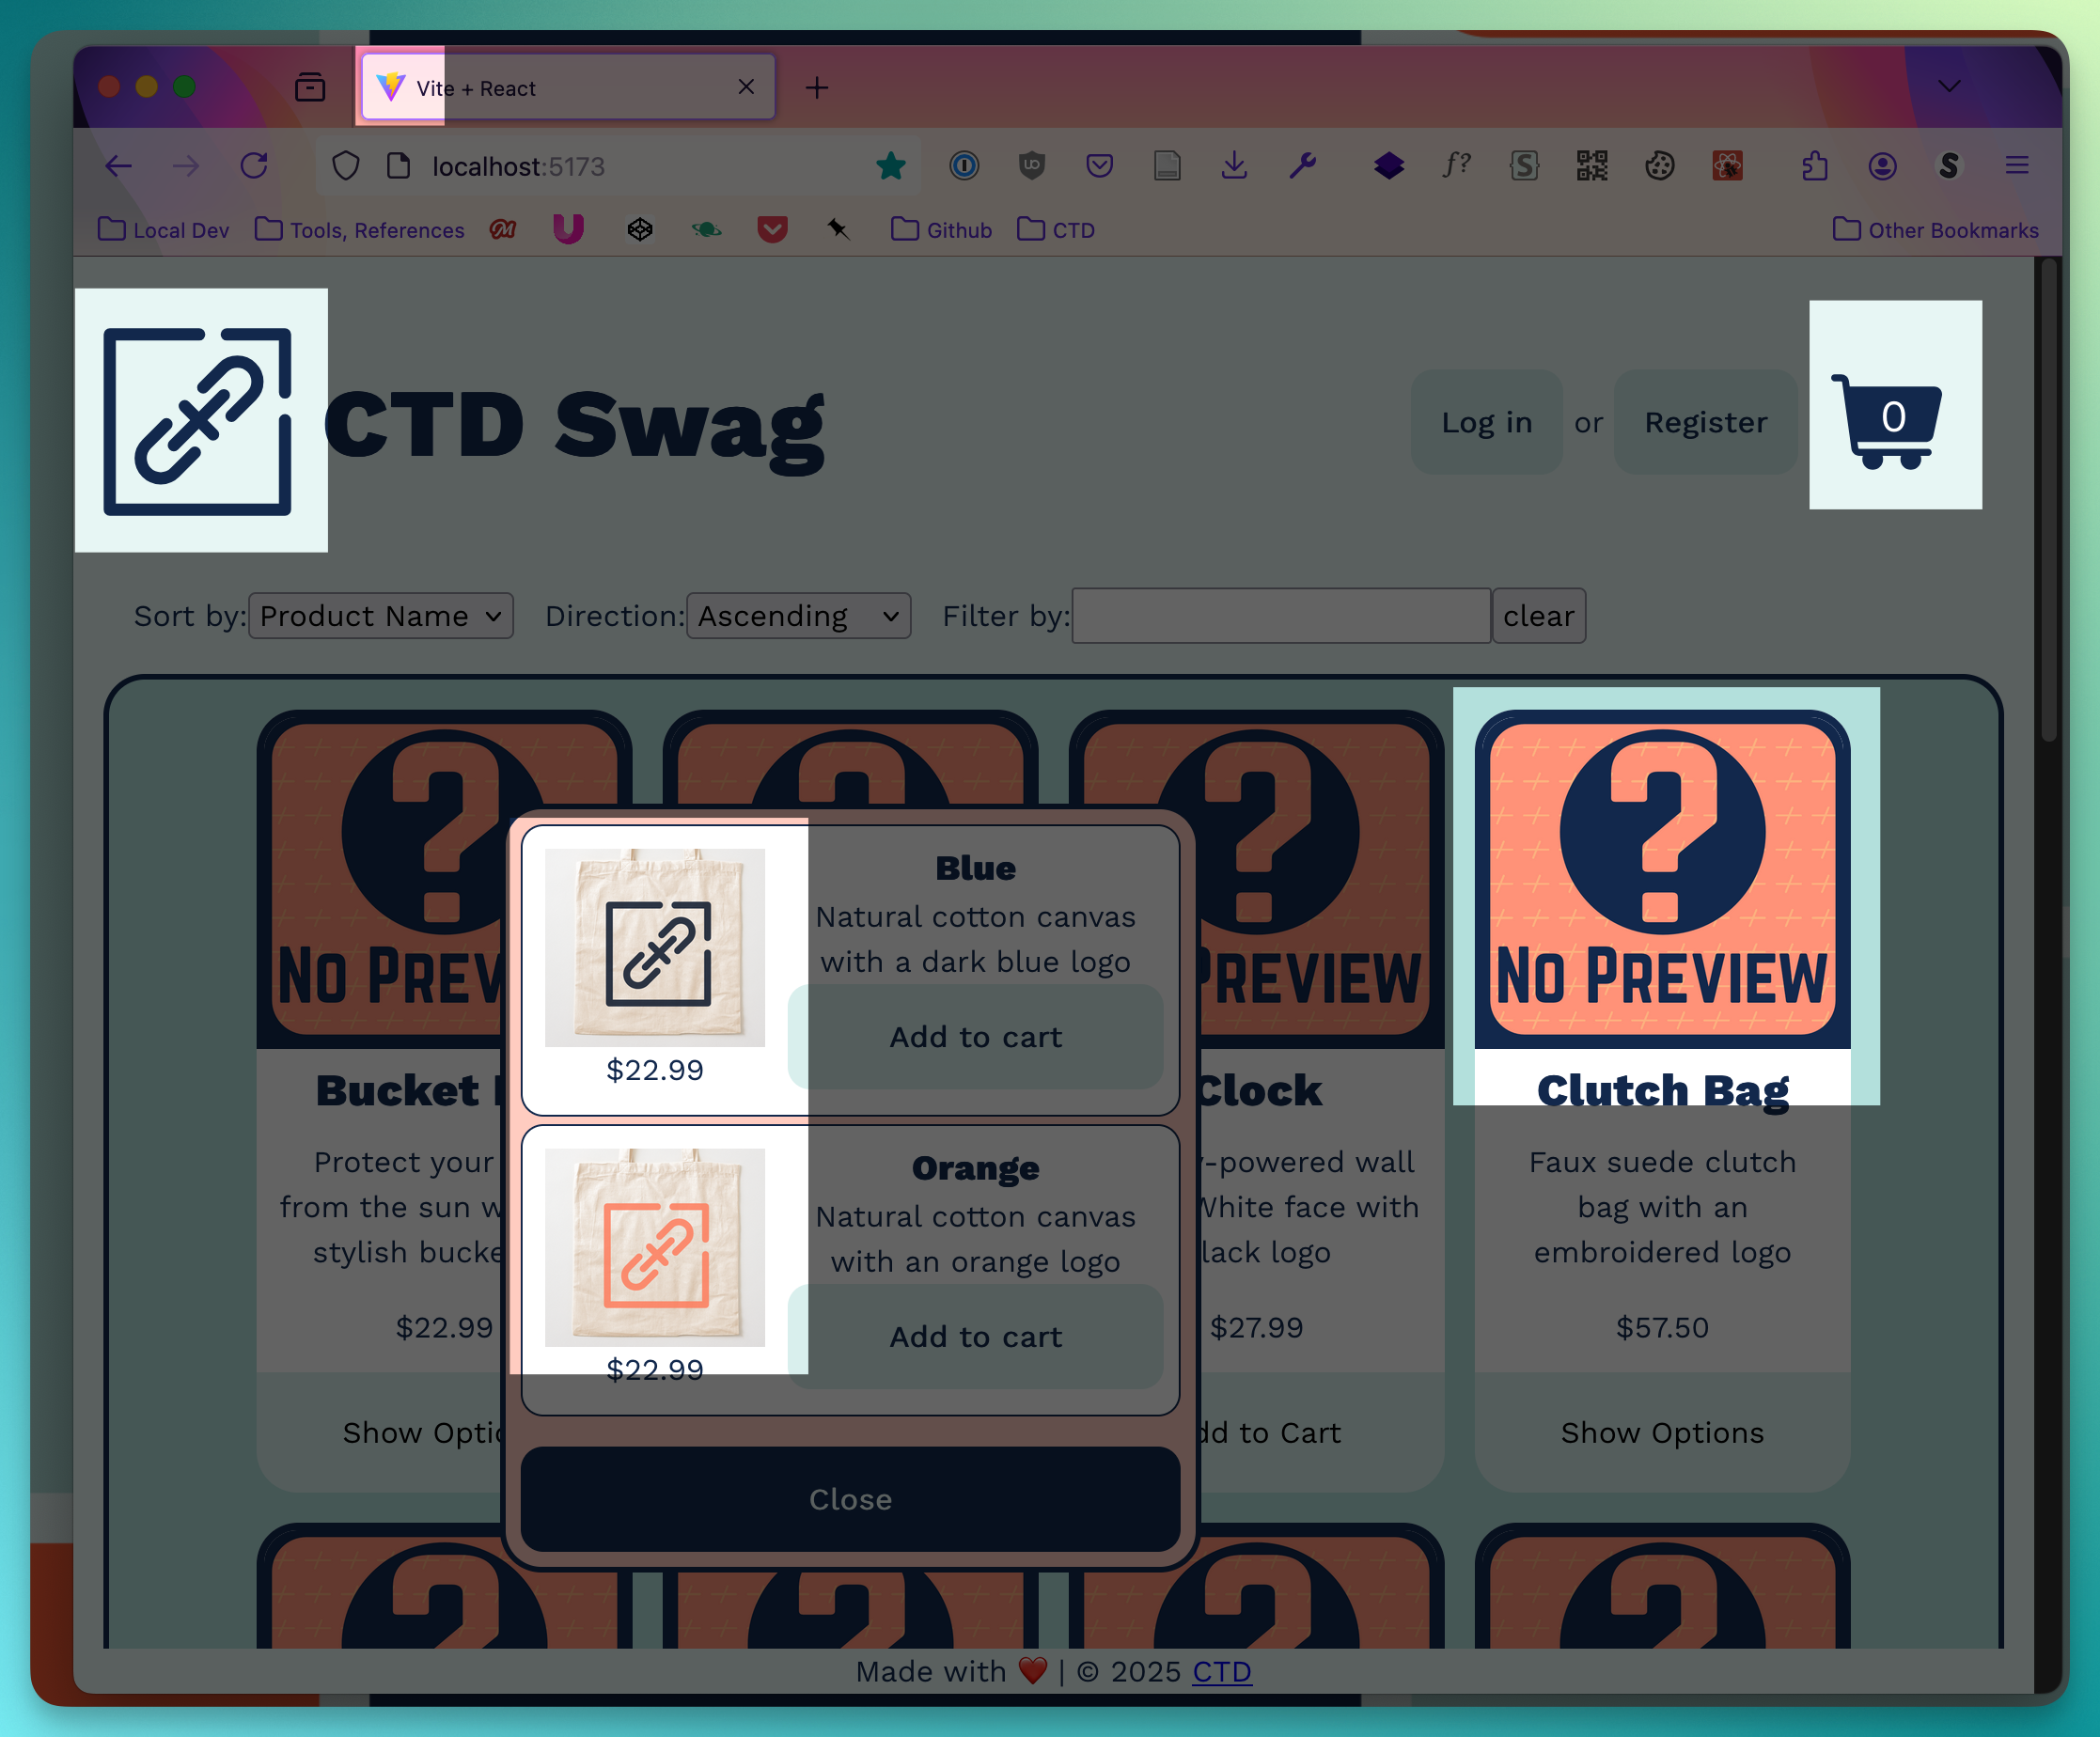 Vite + React
localhost:5173
Local Dev
Tools, References
Github
CTD
Other Bookmarks
CTD Swag
Log in or Register
0
Sort by: Product Name Direction: Ascending Filter by: clear
No Preview
Preview
No Preview
Bucket
Clock
Clutch Bag
Protect your
from the sun
stylish
$22.99
Show
-powered wall
White face with
logo
$27.99
to Cart
Faux suede clutch
bag with an
embroidered logo
$57.50
Show Options
Blue
Natural cotton canvas
with a dark blue logo
Add to cart
$22.99
Orange
Natural cotton canvas
with an orange logo
Add to cart
$22.99
Close
Made with ❤️ | © 2025 CTD